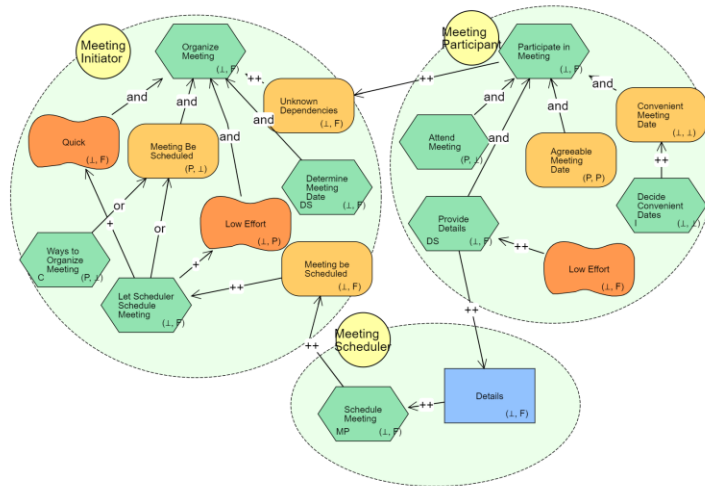 Meeting
Initiator
Organize
Meeting
(⊥, F)
++
Unknown
Dependencies
(⊥, F)
++
and
and
and
and
Quick
(⊥, F)
Meeting Be
Scheduled
(P, ⊥)
Determine
Meeting
Date
DS
(⊥, F)
or
+
or
Low Effort
(⊥, P)
Ways to
Organize
Meeting
C
(P, ⊥)
+
Let Scheduler
Schedule
Meeting
(⊥, F)
++
Meeting be
Scheduled
(⊥, F)
Meeting
Participant
Participate in
Meeting
(⊥, F)
and
and
and
and
Attend
Meeting
(P, ⊥)
Agreeable
Meeting
Date
(P, P)
Convenient
Meeting
Date
(⊥, ⊥)
++
Decide
Convenient
Dates
I
(⊥, ⊥)
Provide
Details
DS
(⊥, F)
++
Low Effort
(⊥, F)
++
++
Meeting
Scheduler
Schedule
Meeting
MP
(⊥, F)
++
Details
(⊥, F)